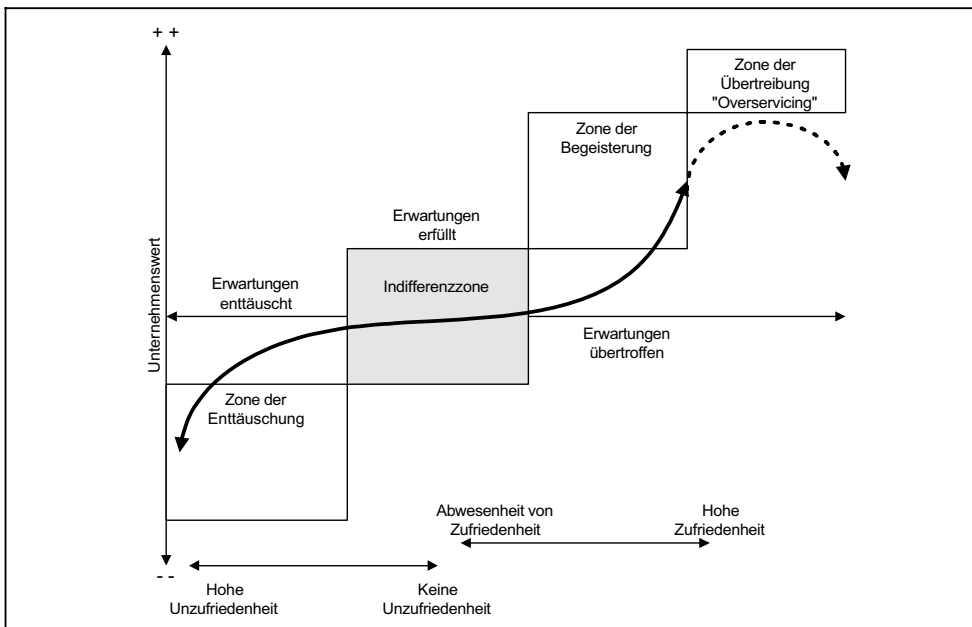 + +
Zone der
Übertreibung
"Overservicing"
Zone der
Begeisterung
Erwartungen
erfüllt
Erwartungen
enttäuscht
Indifferenzzone
Unternehmenswert
Erwartungen
übertroffen
Zone der
Enttäuschung
Abwesenheit von
Zufriedenheit
Hohe
Zufriedenheit
- -
Hohe
Unzufriedenheit
Keine
Unzufriedenheit